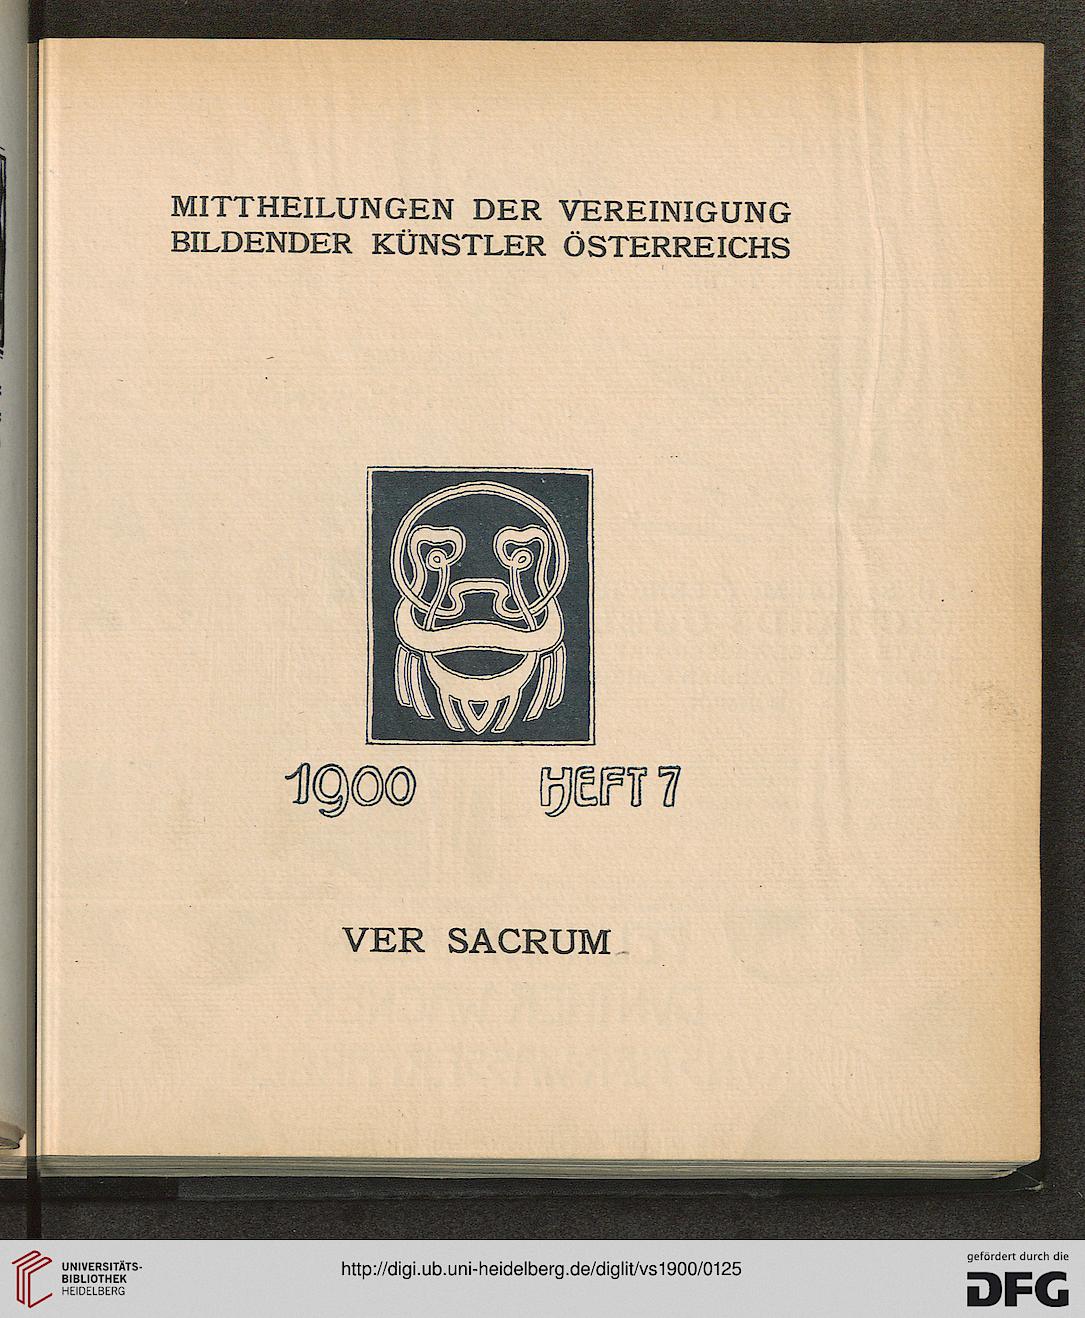 MITTHEILUNGEN DER VEREINIGUNG
BILDENDER KÜNSTLER ÖSTERREICHS
1900 HEFT 7
VER SACRUM
UNIVERSITÄTS-
BIBLIOTHEK
HEIDELBERG
http://digi.ub.uni-heidelberg.de/diglit/vs1900/0125
gefördert durch die
DFG